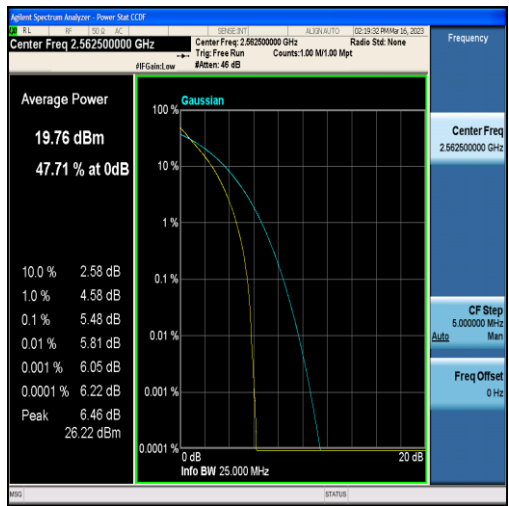 Agilent Spectrum Analyzer - Power Stat CCDF
RL RF 50 Ω AC SENSE:INT ALIGN AUTO 02:19:32 PM Mar 16, 2023
Center Freq 2.562500000 GHz
Center Freq: 2.562500000 GHz Radio Std: None
Trig: Free Run Counts:1.00 M/1.00 Mpt
#IFGain:Low #Atten: 46 dB
Frequency
Average Power
19.76 dBm
47.71 % at 0dB
10.0 % 2.58 dB
1.0 % 4.58 dB
0.1 % 5.48 dB
0.01 % 5.81 dB
0.001 % 6.05 dB
0.0001 % 6.22 dB
Peak 6.46 dB
26.22 dBm
Gaussian
100 %
10 %
1 %
0.1 %
0.01 %
0.001 %
0.0001 %
0 dB 20 dB
Info BW 25.000 MHz
Center Freq
2.562500000 GHz
CF Step
5.000000 MHz
Auto Man
Freq Offset
0 Hz
MSG STATUS